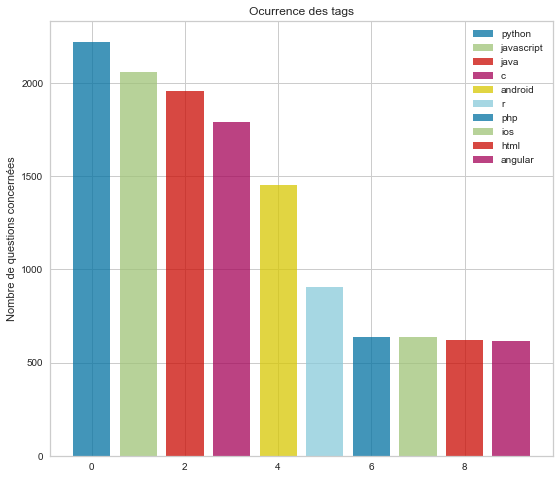 Ocurrence des tags
python
javascript
java
c
android
r
php
ios
html
angular
Nombre de questions concernées
2000
1500
1000
500
0
0 2 4 6 8